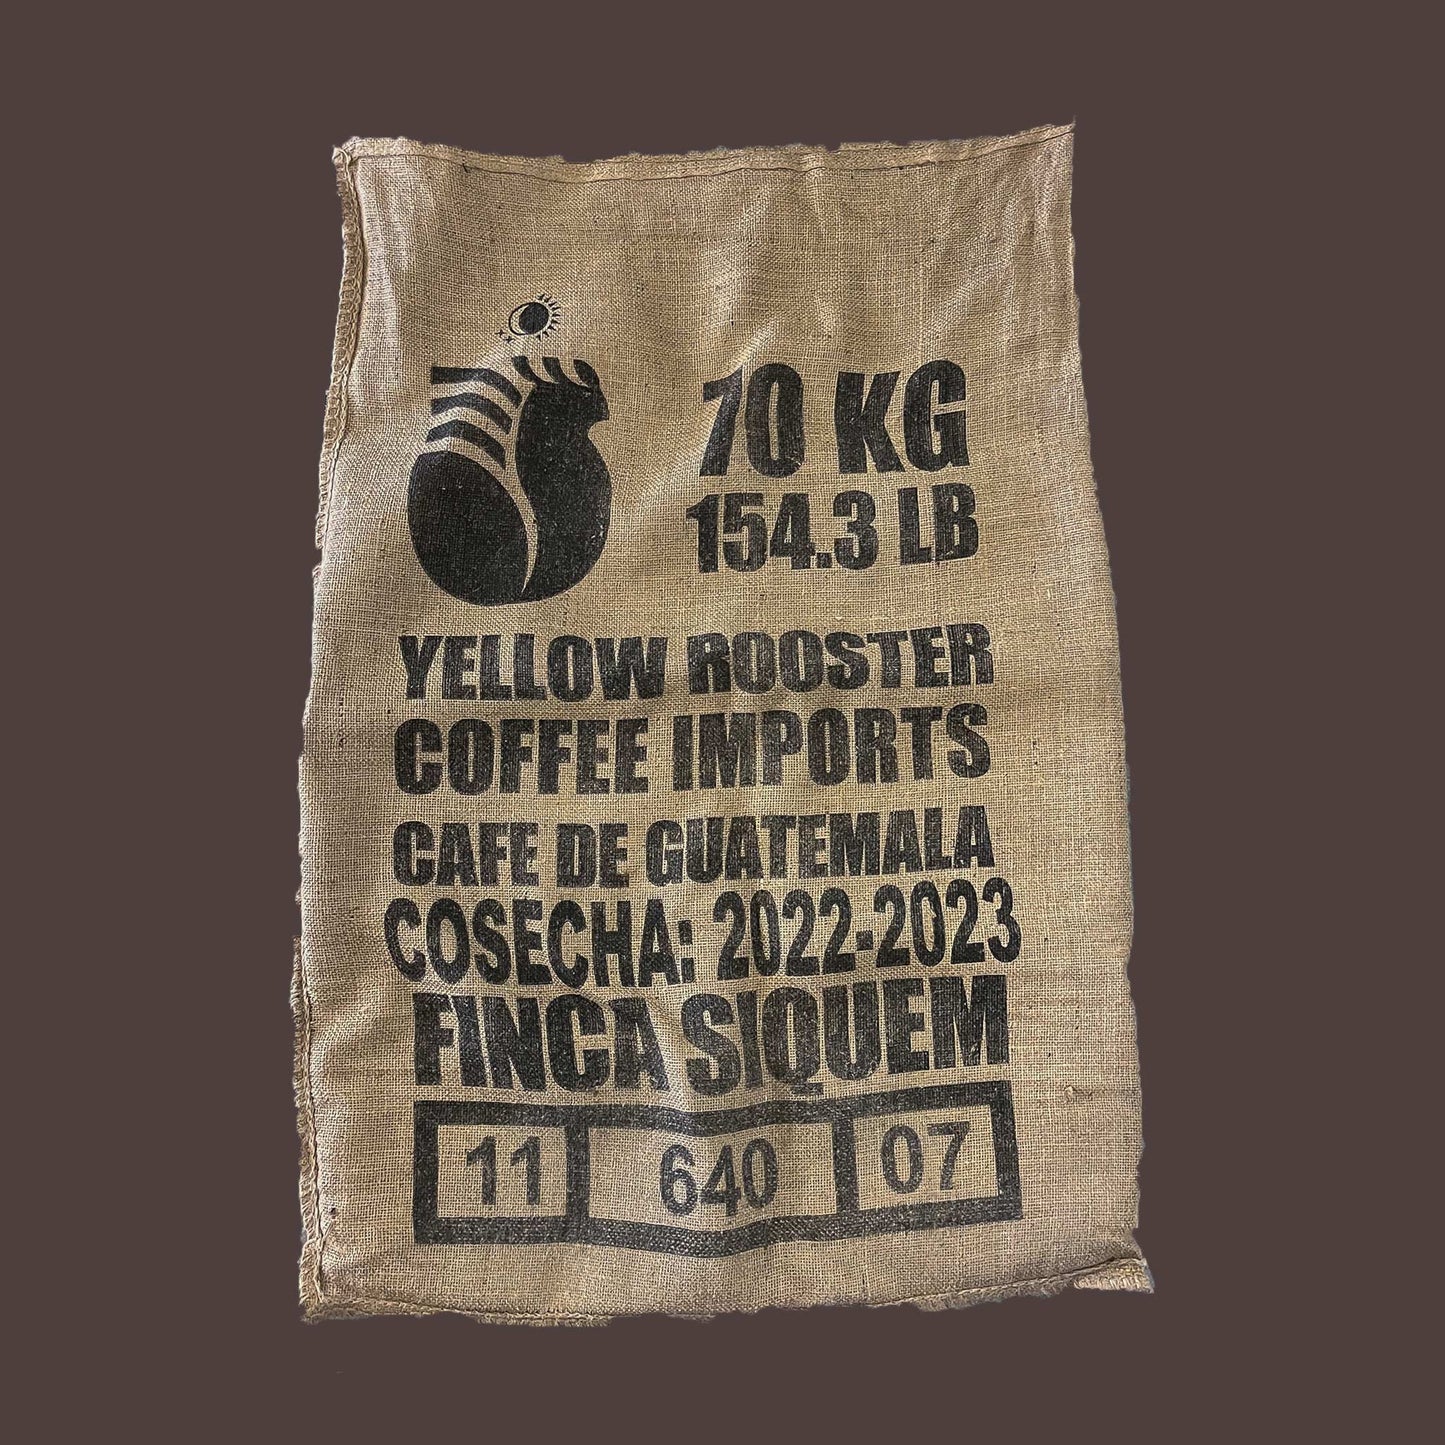 70 KG
154.3 LB
YELLOW ROOSTER
COFFEE IMPORTS
CAFE DE GUATEMALA
COSECHA: 2022-2023
FINCA SIQUEM
11 640 07